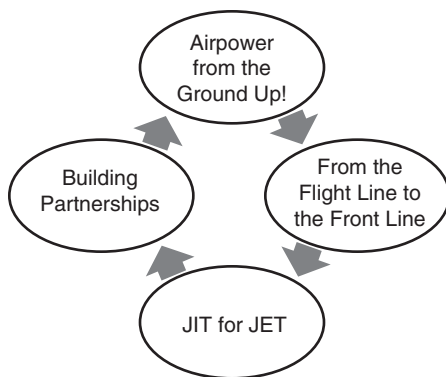 Airpower
from the
Ground Up!
From the
Flight Line to
the Front Line
JIT for JET
Building
Partnerships